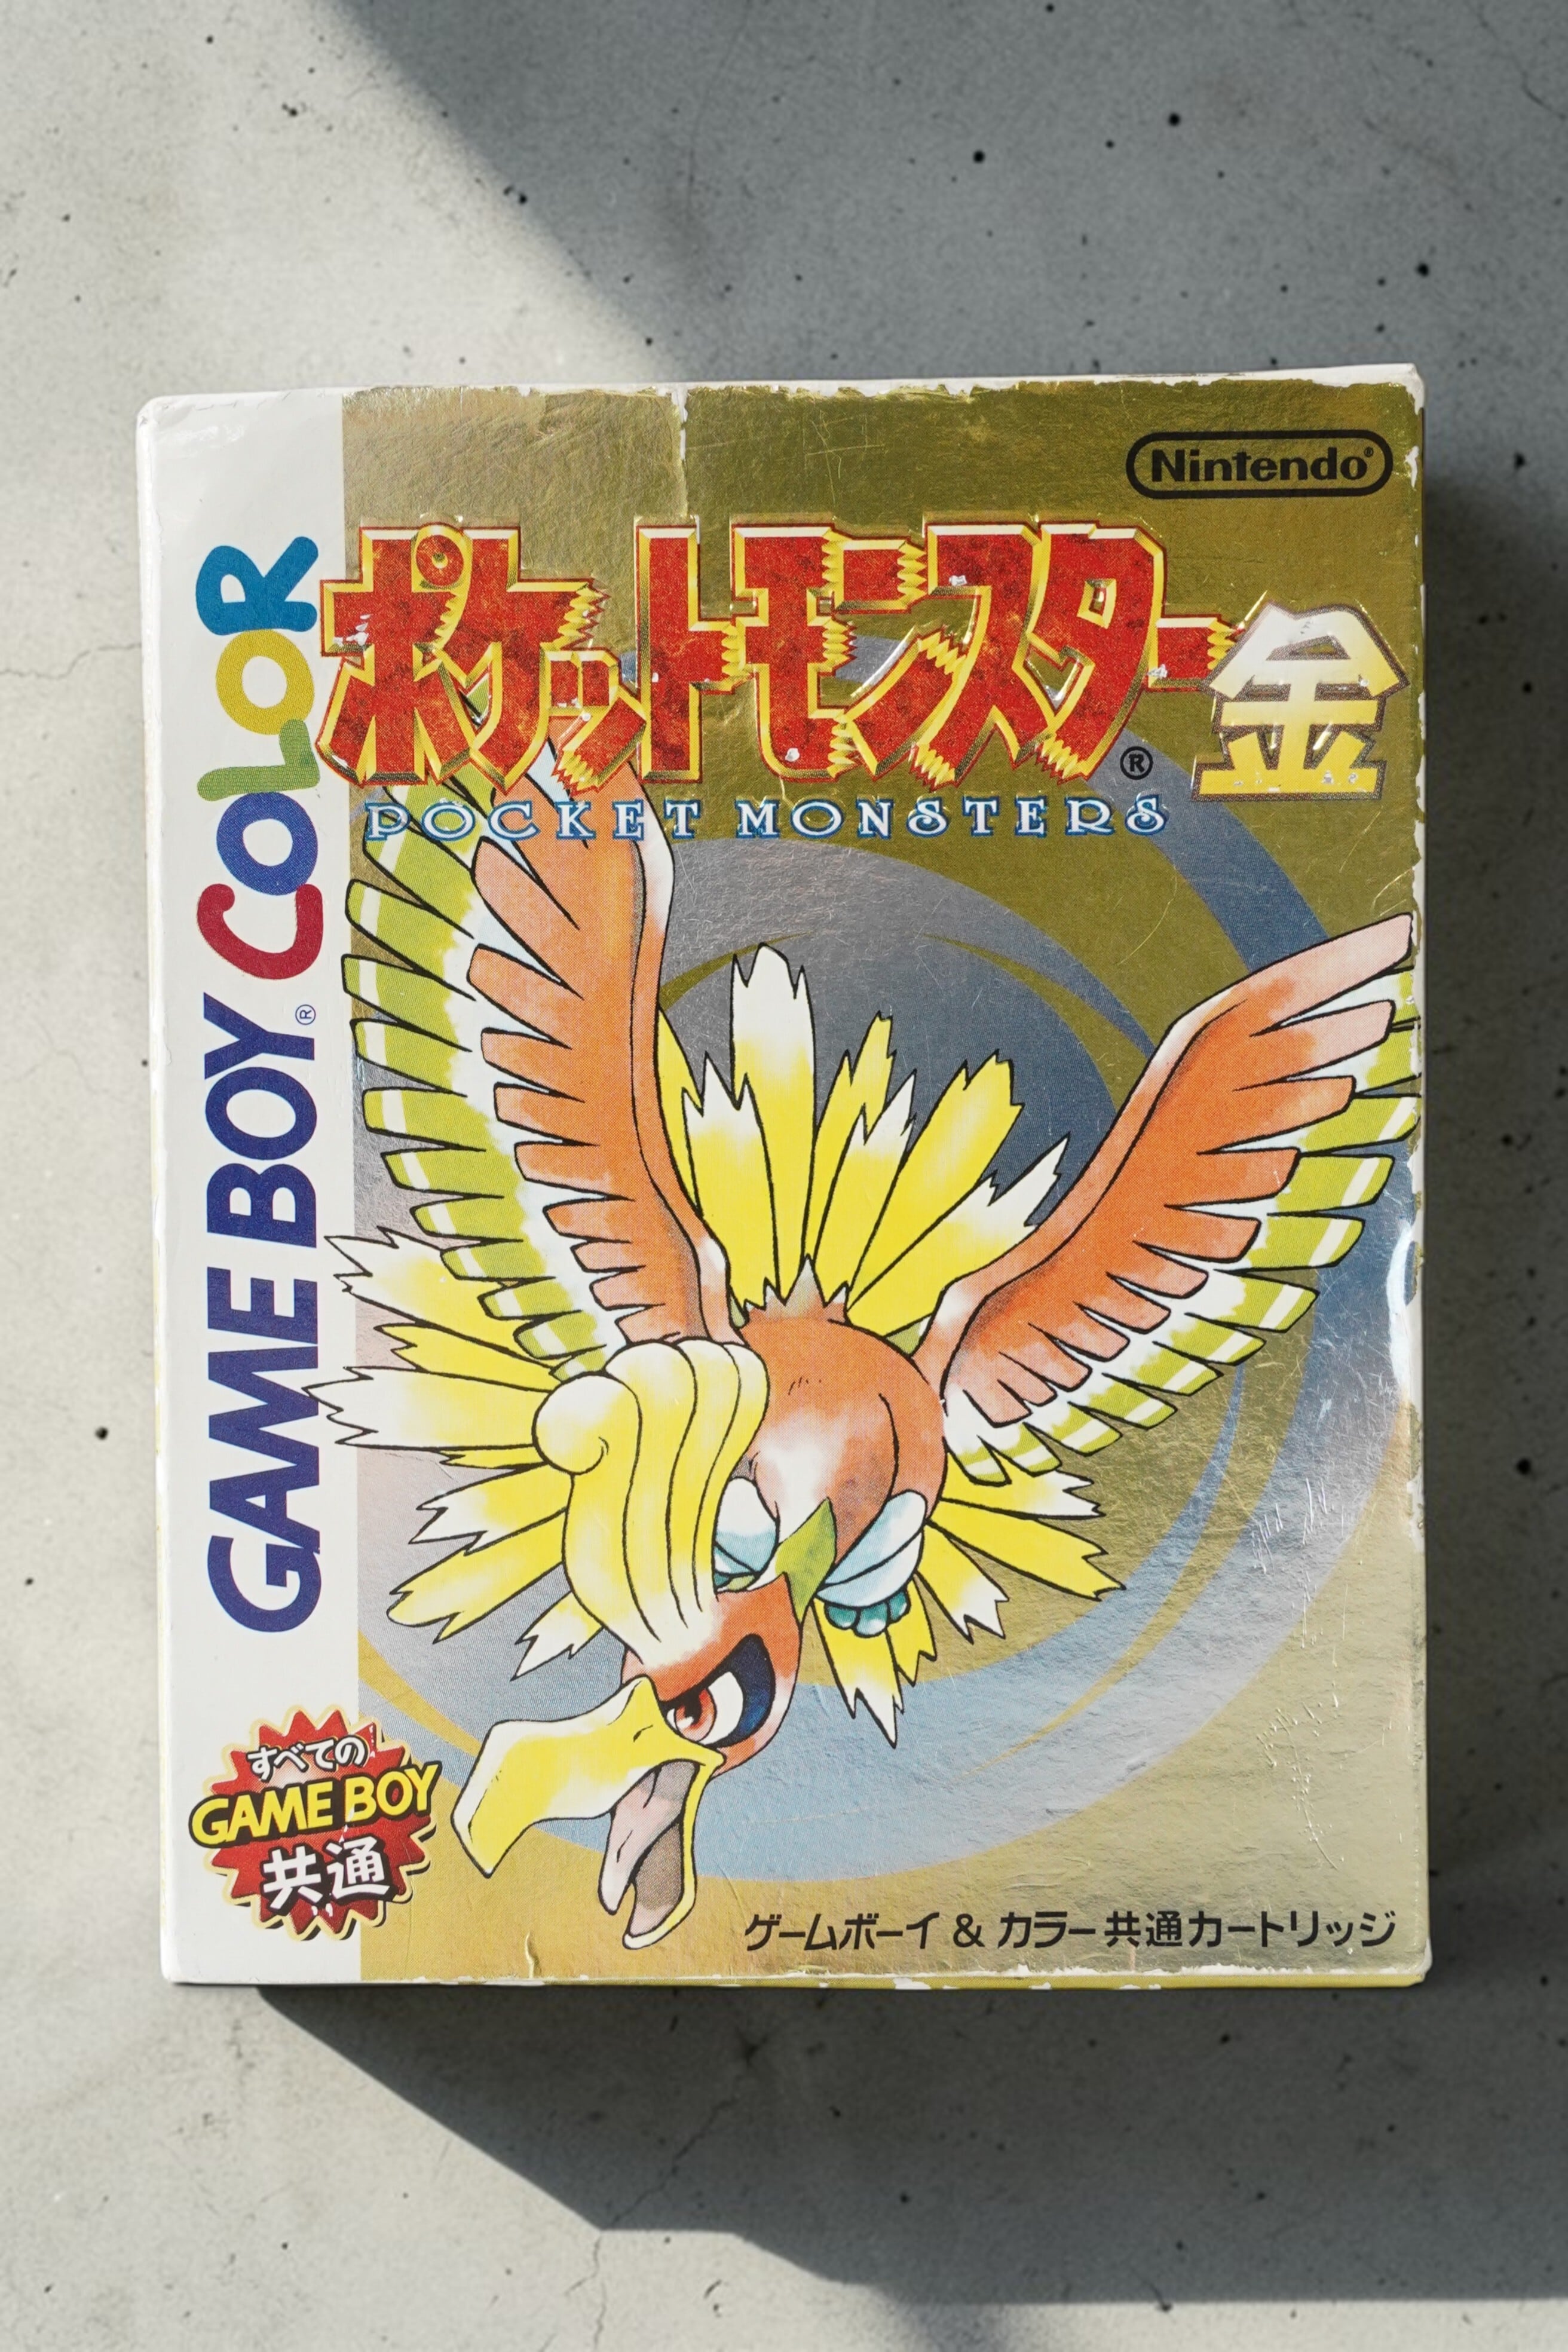 Nintendo®
ポケットモンスター金
®
POCKET MONSTERS
GAME BOY® COLOR
すべての
GAME BOY
共通
ゲームボーイ & カラー共通カートリッジ